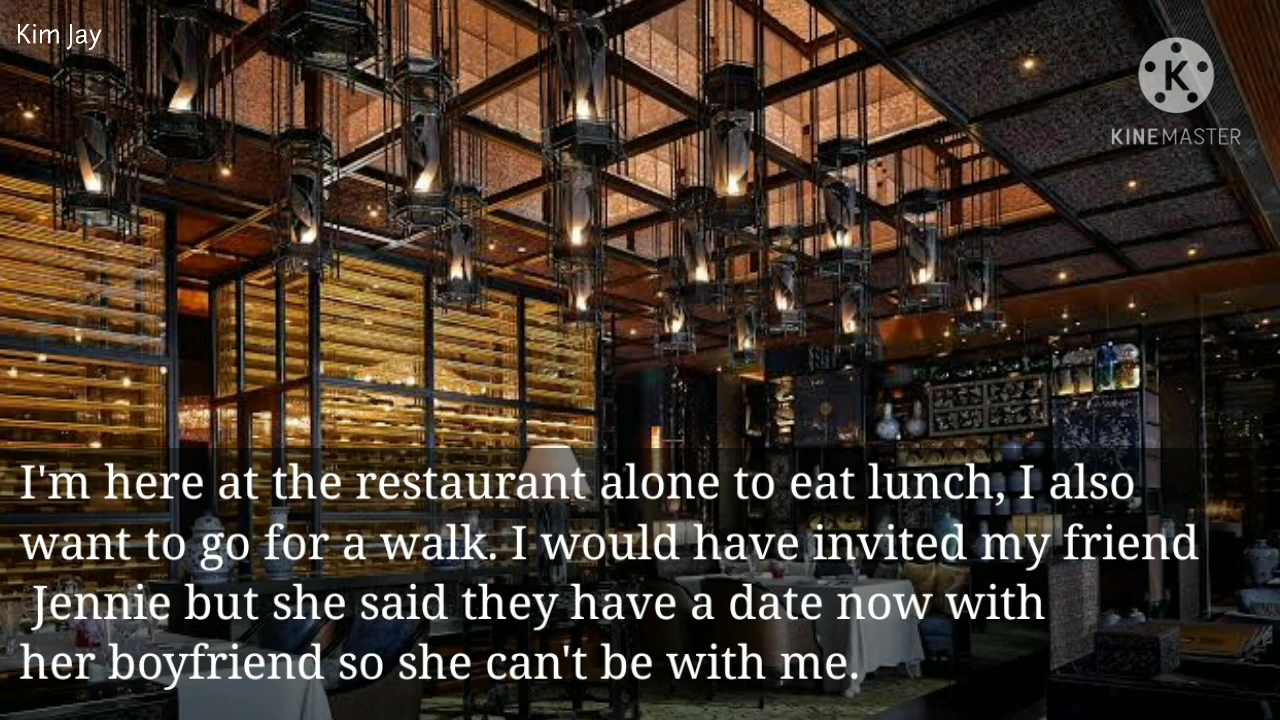 Kim Jay
K
KINEMASTER
I'm here at the restaurant alone to eat lunch, I also
want to go for a walk. I would have invited my friend
Jennie but she said they have a date now with
her boyfriend so she can't be with me.